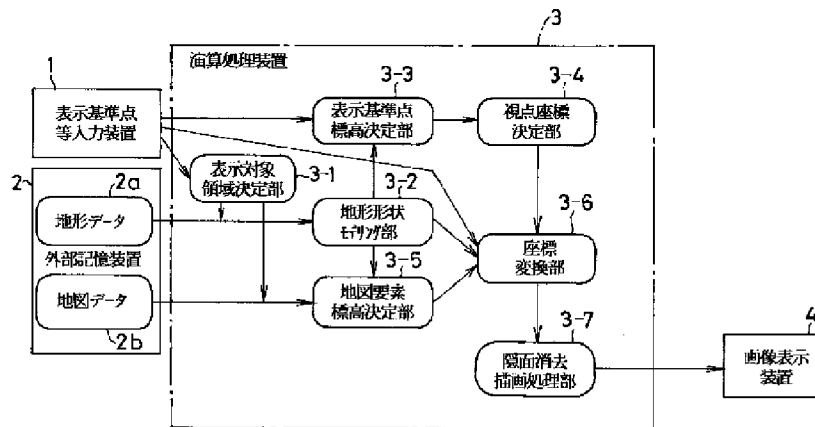 3
演算処理装置
1
表示基準点
等入力装置
3-3
表示基準点
標高決定部
3-4
視点座標
決定部
表示対象
領域決定部
3-1
2
2a
地形データ
外部記憶装置
地図データ
2b
3-2
地形形状
モデリング部
3-5
地図要素
標高決定部
3-6
座標
変換部
3-7
隠面消去
描画処理部
4
画像表示
装置